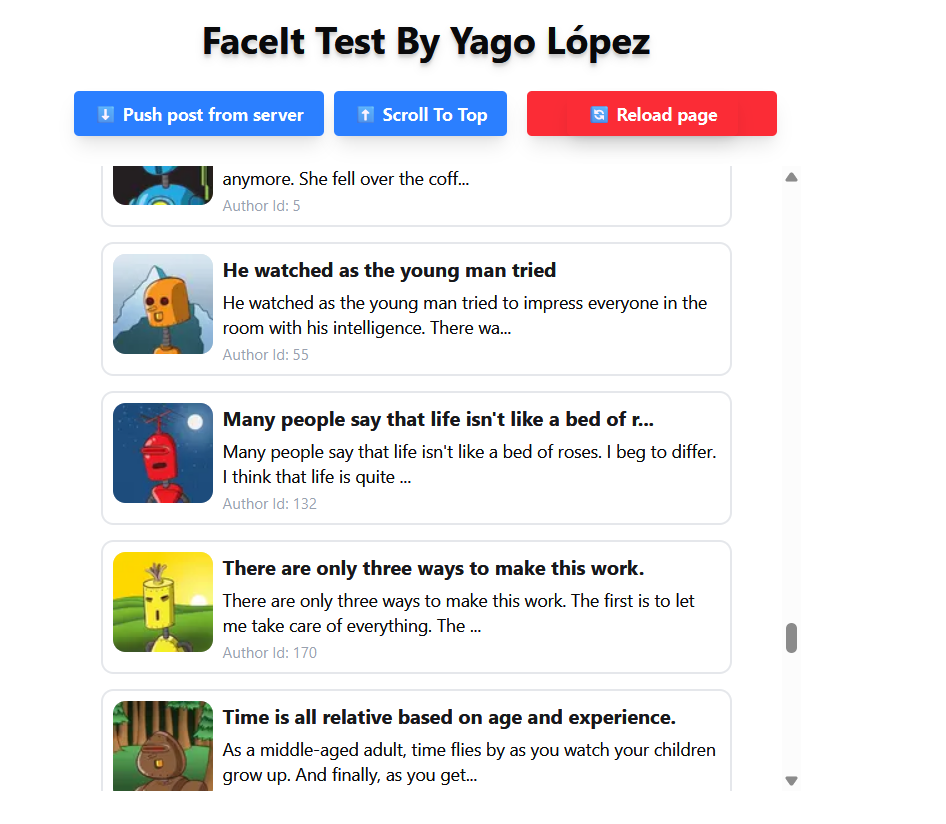 FaceIt Test By Yago López
Push post from server
Scroll To Top
Reload page
anymore. She fell over the coff...
Author Id: 5
He watched as the young man tried
He watched as the young man tried to impress everyone in the
room with his intelligence. There wa...
Author Id: 55
Many people say that life isn't like a bed of r...
Many people say that life isn't like a bed of roses. I beg to differ.
I think that life is quite ...
Author Id: 132
There are only three ways to make this work.
There are only three ways to make this work. The first is to let
me take care of everything. The ...
Author Id: 170
Time is all relative based on age and experience.
As a middle-aged adult, time flies by as you watch your children
grow up. And finally, as you get...